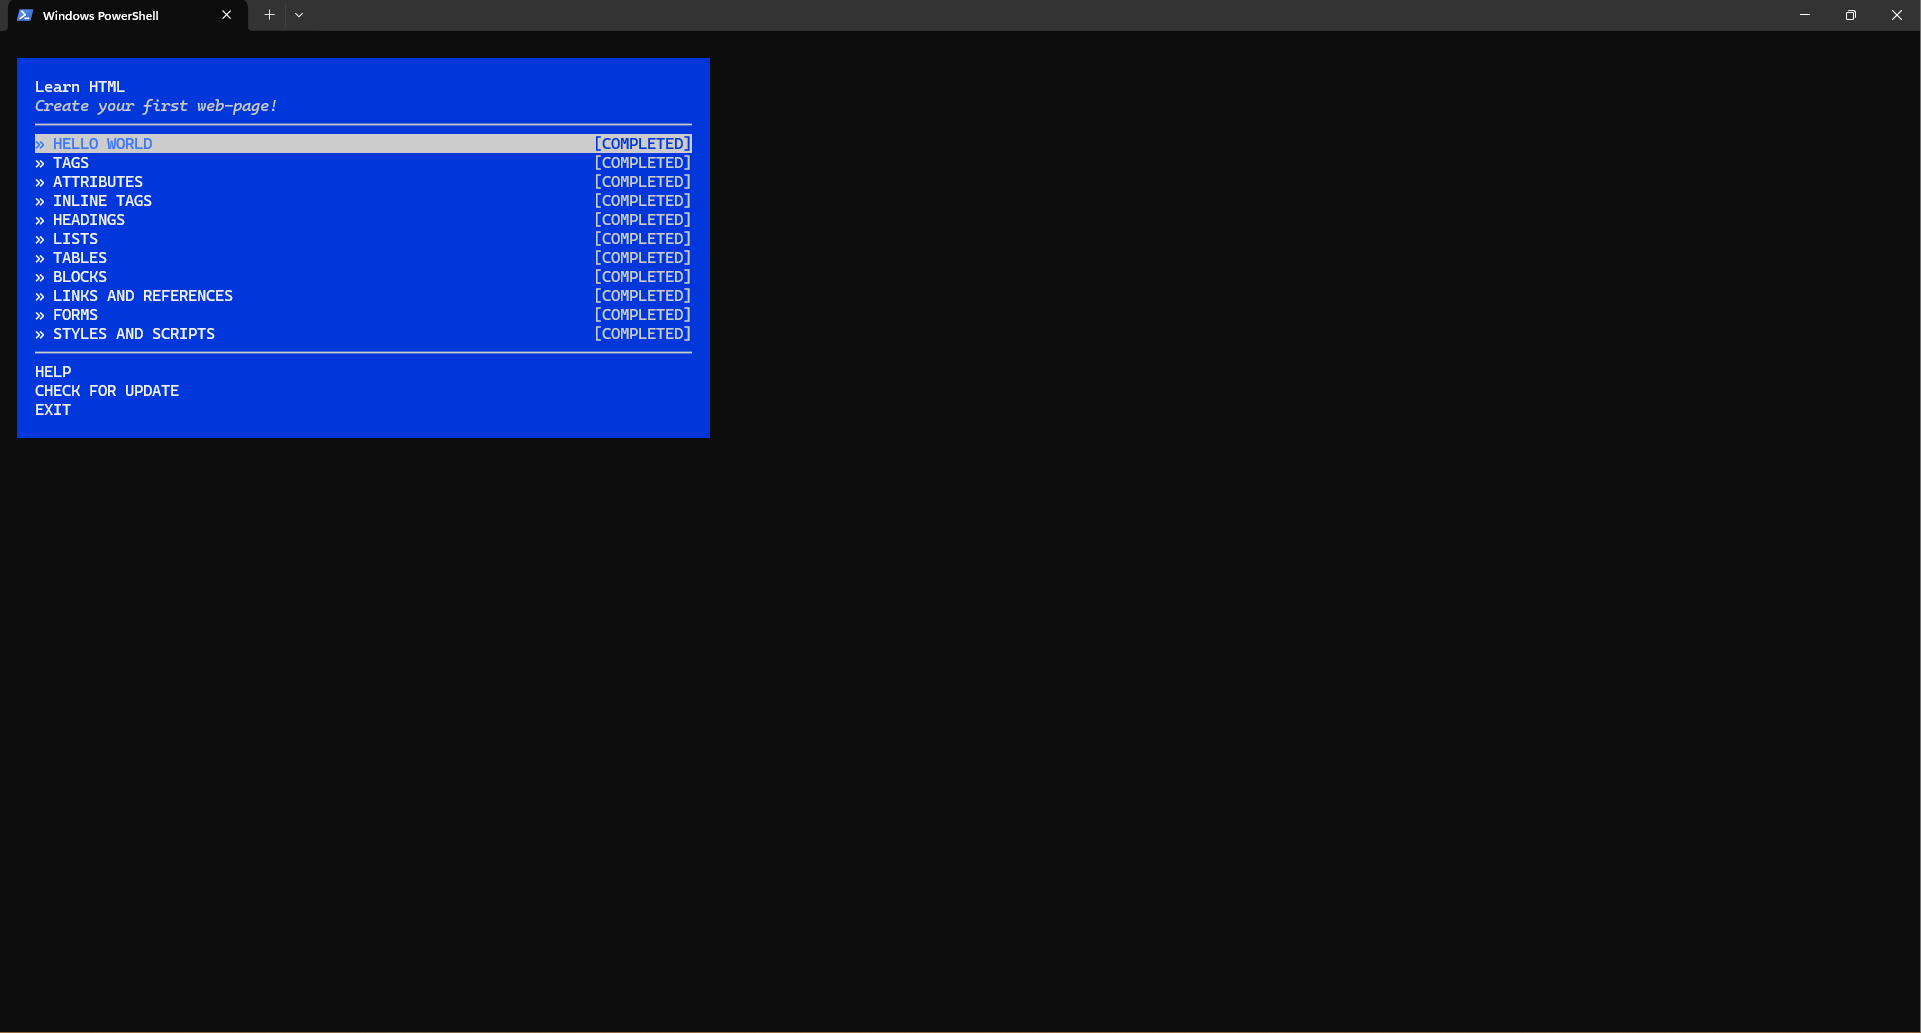 Windows PowerShell
Learn HTML
Create your first web-page!
» HELLO WORLD [COMPLETED]
» TAGS [COMPLETED]
» ATTRIBUTES [COMPLETED]
» INLINE TAGS [COMPLETED]
» HEADINGS [COMPLETED]
» LISTS [COMPLETED]
» TABLES [COMPLETED]
» BLOCKS [COMPLETED]
» LINKS AND REFERENCES [COMPLETED]
» FORMS [COMPLETED]
» STYLES AND SCRIPTS [COMPLETED]
HELP
CHECK FOR UPDATE
EXIT